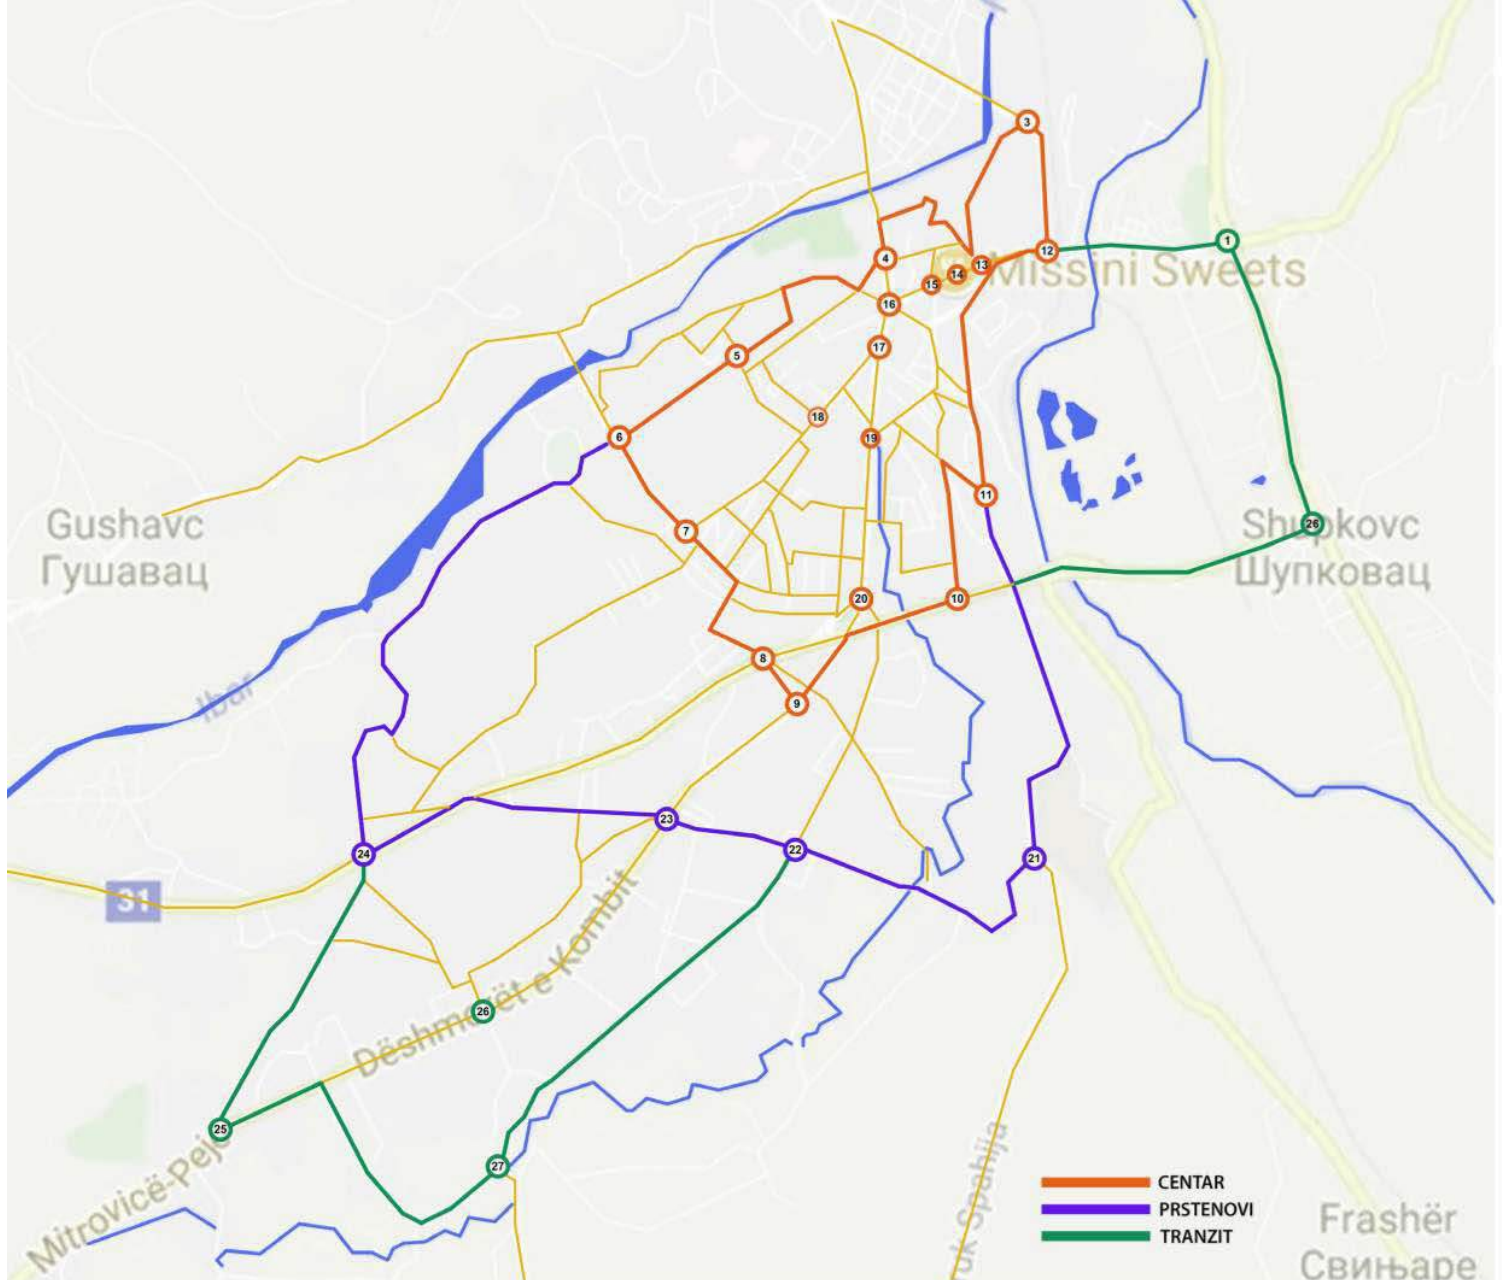 3
1
12
4
13
14
15
Missini Sweets
16
17
5
18
6
19
11
Gushavc
Гушавац
Shupkovc
Шупковац
26
7
20
10
8
Ibar
9
23
22
24
21
31
26
Dëshmorët e Kombit
25
27
Mitrovicë-Pejë
CENTAR
PRSTENOVI
TRANZIT
Frashër
Свињаре